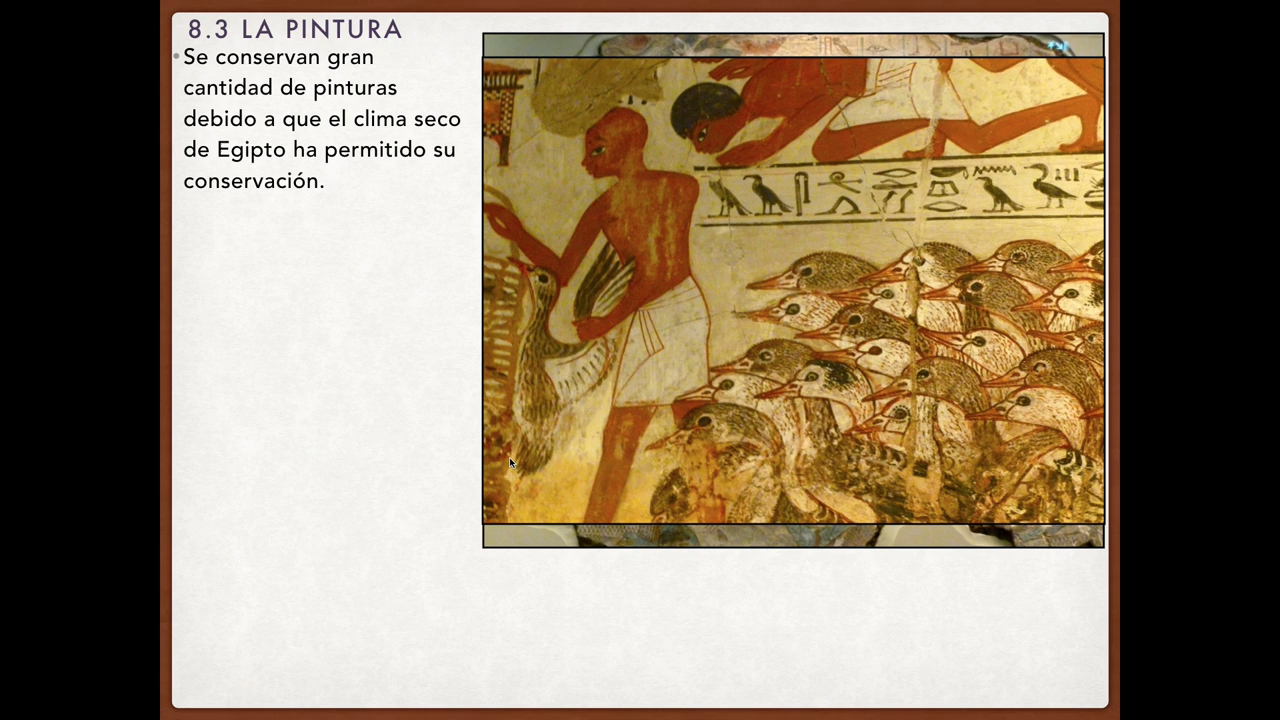 8.3 LA PINTURA
Se conservan gran
cantidad de pinturas
debido a que el clima seco
de Egipto ha permitido su
conservación.